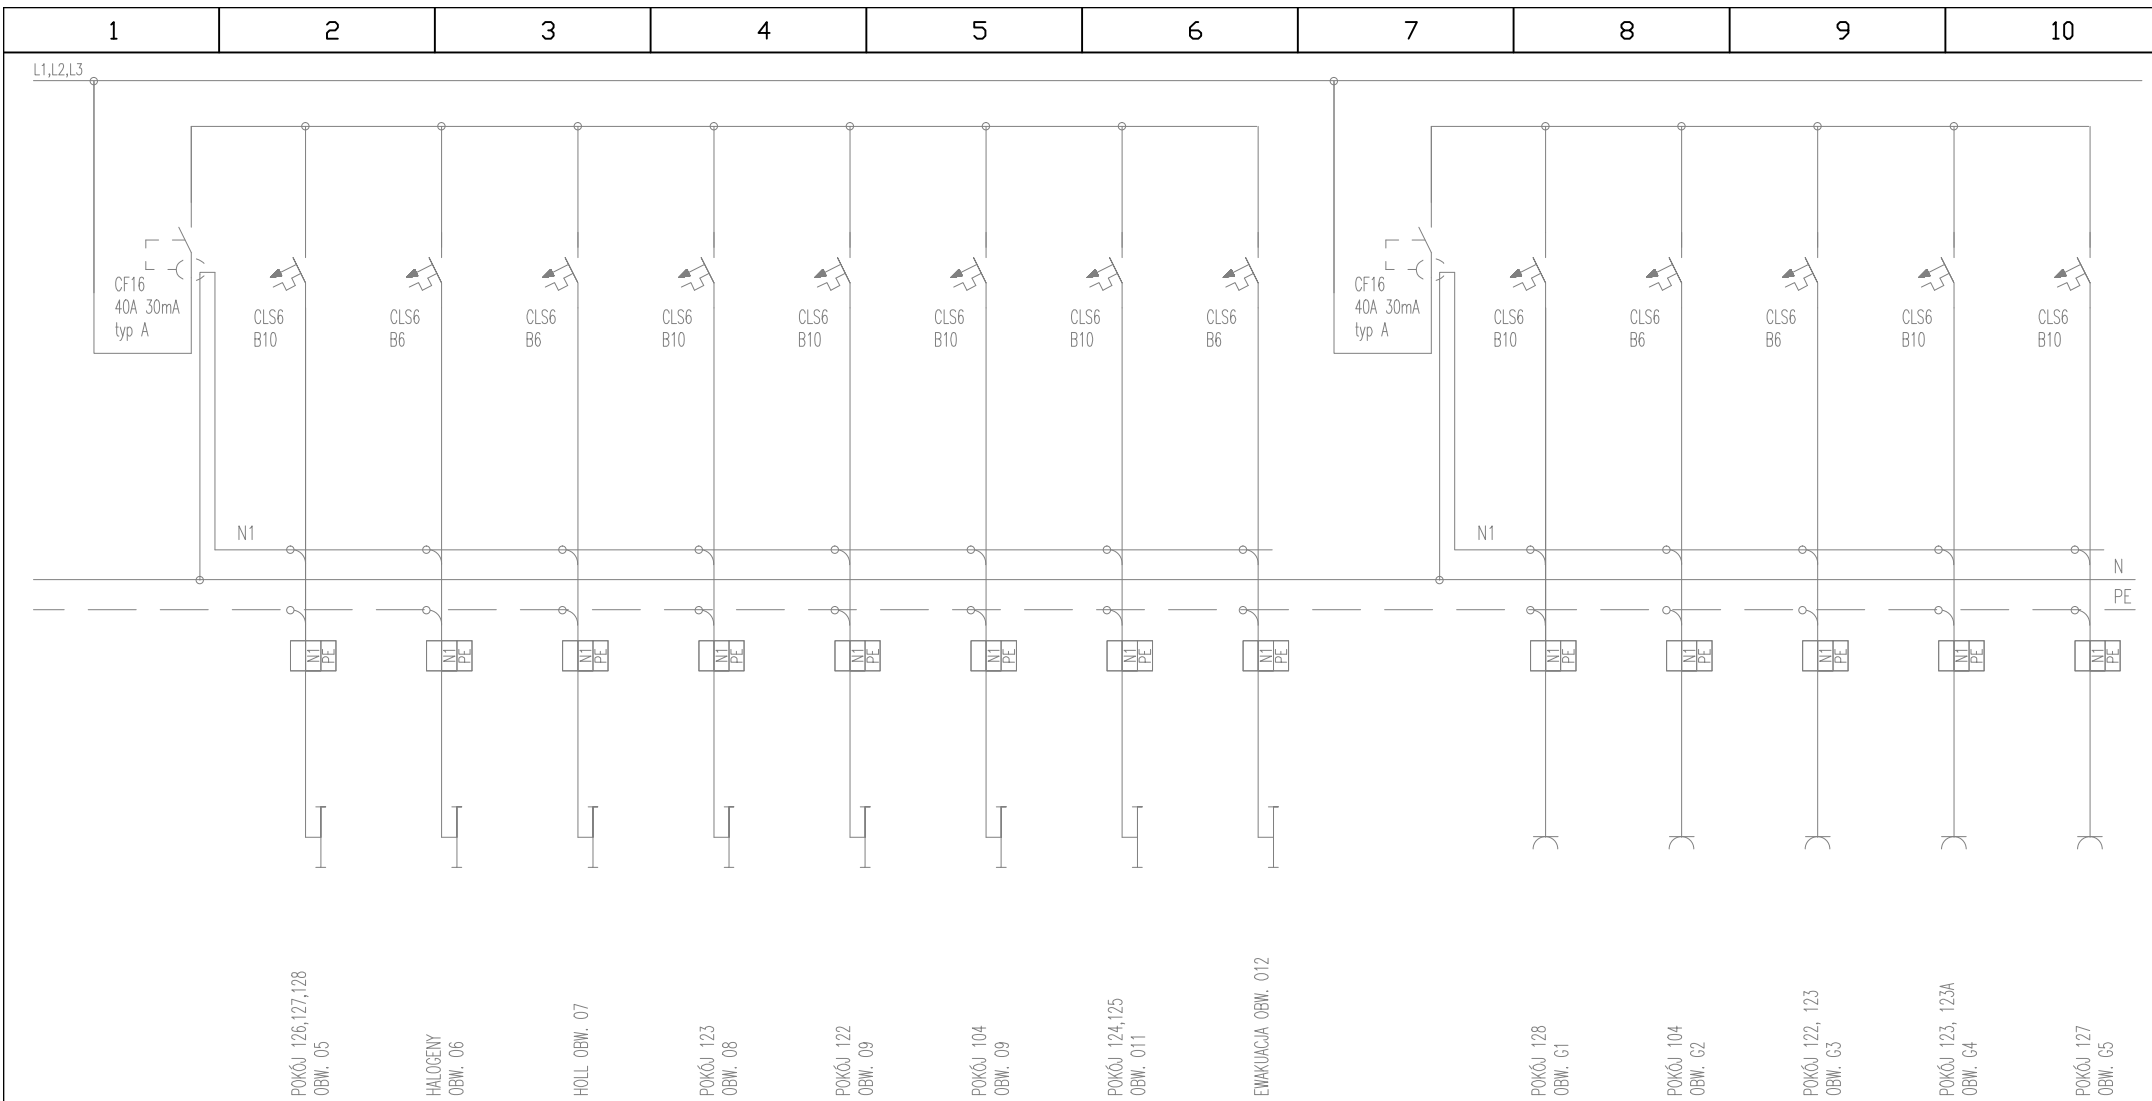 1 2 3 4 5 6 7 8 9 10
L1,L2,L3
CF16
40A 30mA
typ A
CLS6
B10
CLS6
B6
CLS6
B6
CLS6
B10
CLS6
B10
CLS6
B10
CLS6
B10
CLS6
B6
CF16
40A 30mA
typ A
CLS6
B10
CLS6
B6
CLS6
B6
CLS6
B10
CLS6
B10
N1
N1
N
PE
N1
PE
N1
PE
N1
PE
N1
PE
N1
PE
N1
PE
N1
PE
N1
PE
N1
PE
N1
PE
N1
PE
N1
PE
N1
PE
POKÓJ 126,127,128
OBW. O5
HALOGENY
OBW. O6
HOLL OBW. O7
POKÓJ 123
OBW. O8
POKÓJ 122
OBW. O9
POKÓJ 104
OBW. O9
POKÓJ 124,125
OBW. O11
EWAKUACJA OBW. O12
POKÓJ 128
OBW. G1
POKÓJ 104
OBW. G2
POKÓJ 122, 123
OBW. G3
POKÓJ 123, 123A
OBW. G4
POKÓJ 127
OBW. G5